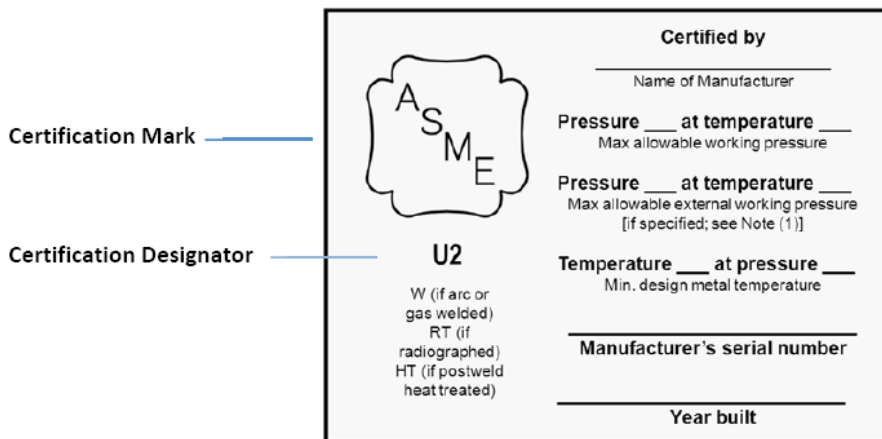 Certification Mark
Certification Designator
A
S
M
E
U2
W (if arc or
gas welded)
RT (if
radiographed)
HT (if postweld
heat treated)
Certified by
Name of Manufacturer
Pressure ___ at temperature ___
Max allowable working pressure
Pressure ___ at temperature ___
Max allowable external working pressure
[if specified; see Note (1)]
Temperature ___ at pressure ___
Min. design metal temperature
Manufacturer's serial number
Year built